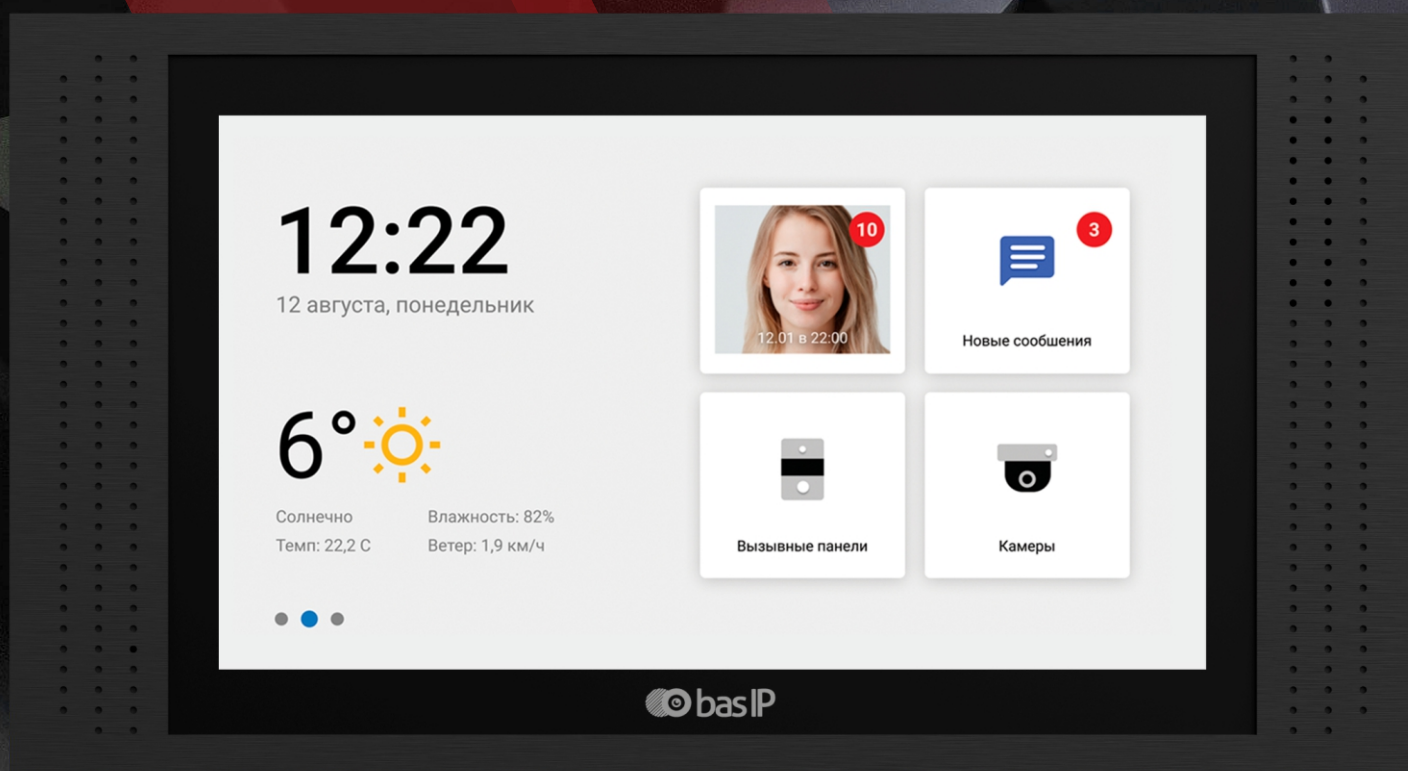 12:22
12 августа, понедельник
6°
Солнечно
Влажность: 82%
Темп: 22,2 С
Ветер: 1,9 км/ч
10
12.01 в 22:00
3
Новые сообшения
Вызывные панели
Камеры
basIP